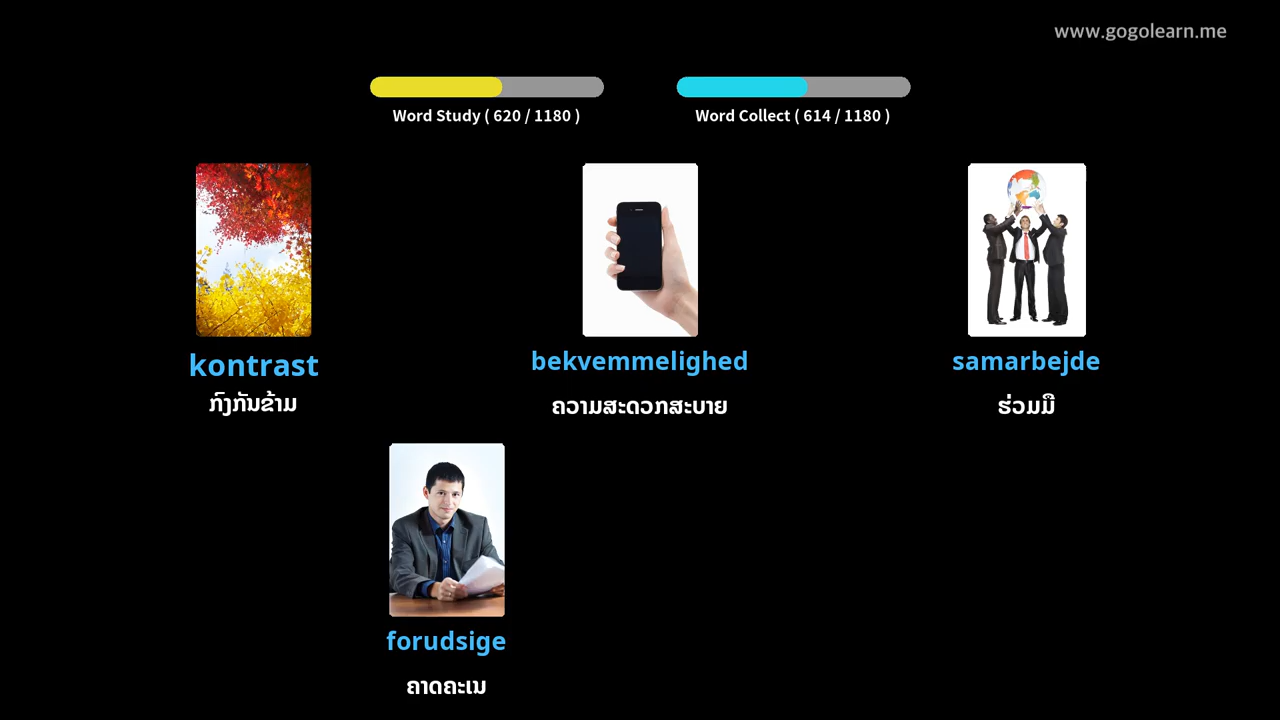 www.gogolearn.me
Word Study ( 620 / 1180 )
Word Collect ( 614 / 1180 )
kontrast
ກົງກັນຂ້າມ
bekvemmelighed
ຄວາມສະດວກສະບາຍ
samarbejde
ຮ່ວມມື
forudsige
ຄາດຄະເນ